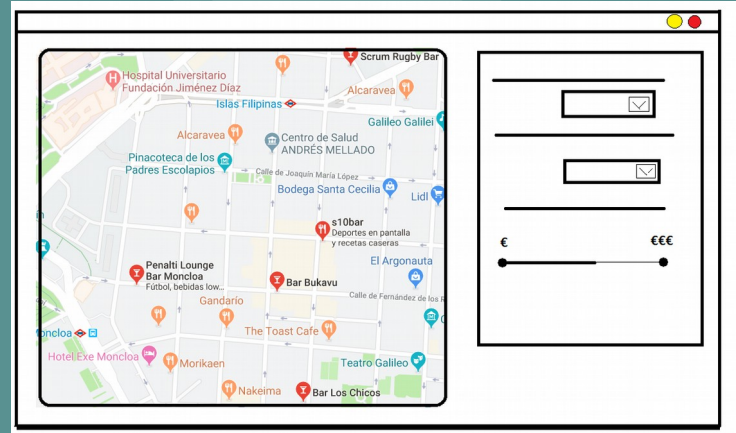 Scrum Rugby Bar
Hospital Universitario
Fundación Jiménez Díaz
Alcaravea
Islas Filipinas
Galileo Galilei
Alcaravea
Centro de Salud
ANDRÉS MELLADO
Pinacoteca de los
Padres Escolapios
Calle de Joaquín María López
Bodega Santa Cecilia
Lidl
s10bar
Deportes en pantalla
y recetas caseras
€
€€€
El Argonauta
Penalti Lounge
Bar Moncloa
Fútbol, bebidas low...
Bar Bukavu
Calle de Fernández de los R
Gandarío
oncloa
The Toast Cafe
Hotel Exe Moncloa
Morikaen
Teatro Galileo
Nakeima
Bar Los Chicos